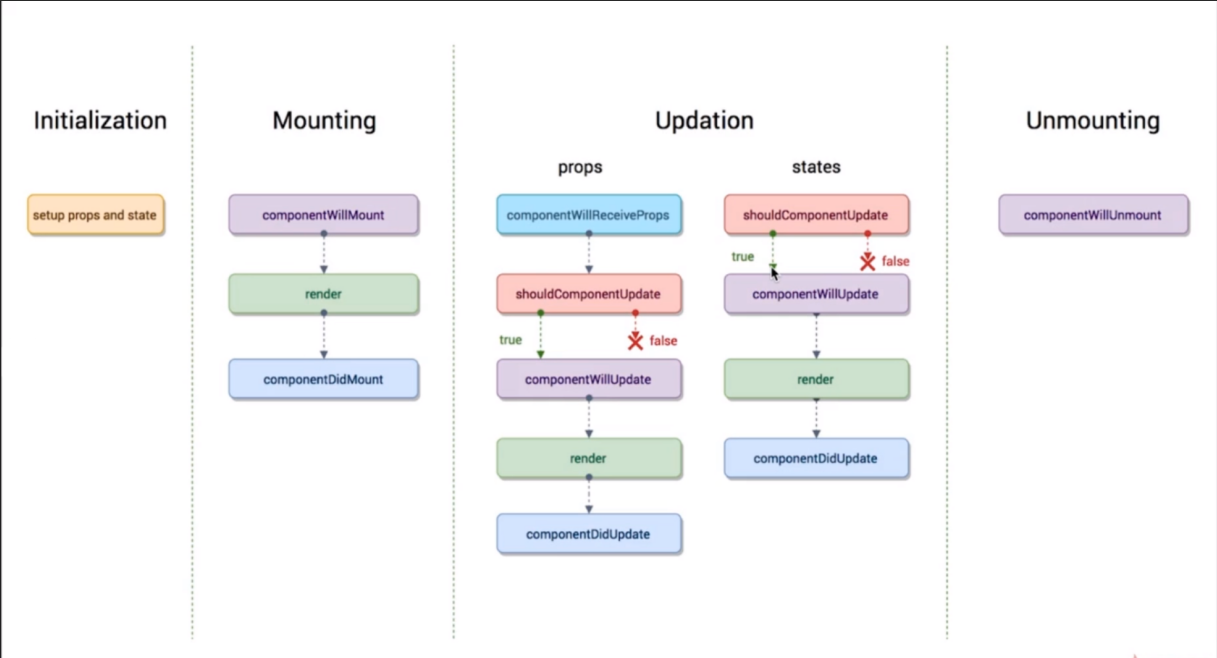 Initialization
setup props and state
Mounting
componentWillMount
render
componentDidMount
Updation
props
componentWillReceiveProps
shouldComponentUpdate
true
false
componentWillUpdate
render
componentDidUpdate
states
shouldComponentUpdate
true
false
componentWillUpdate
render
componentDidUpdate
Unmounting
componentWillUnmount